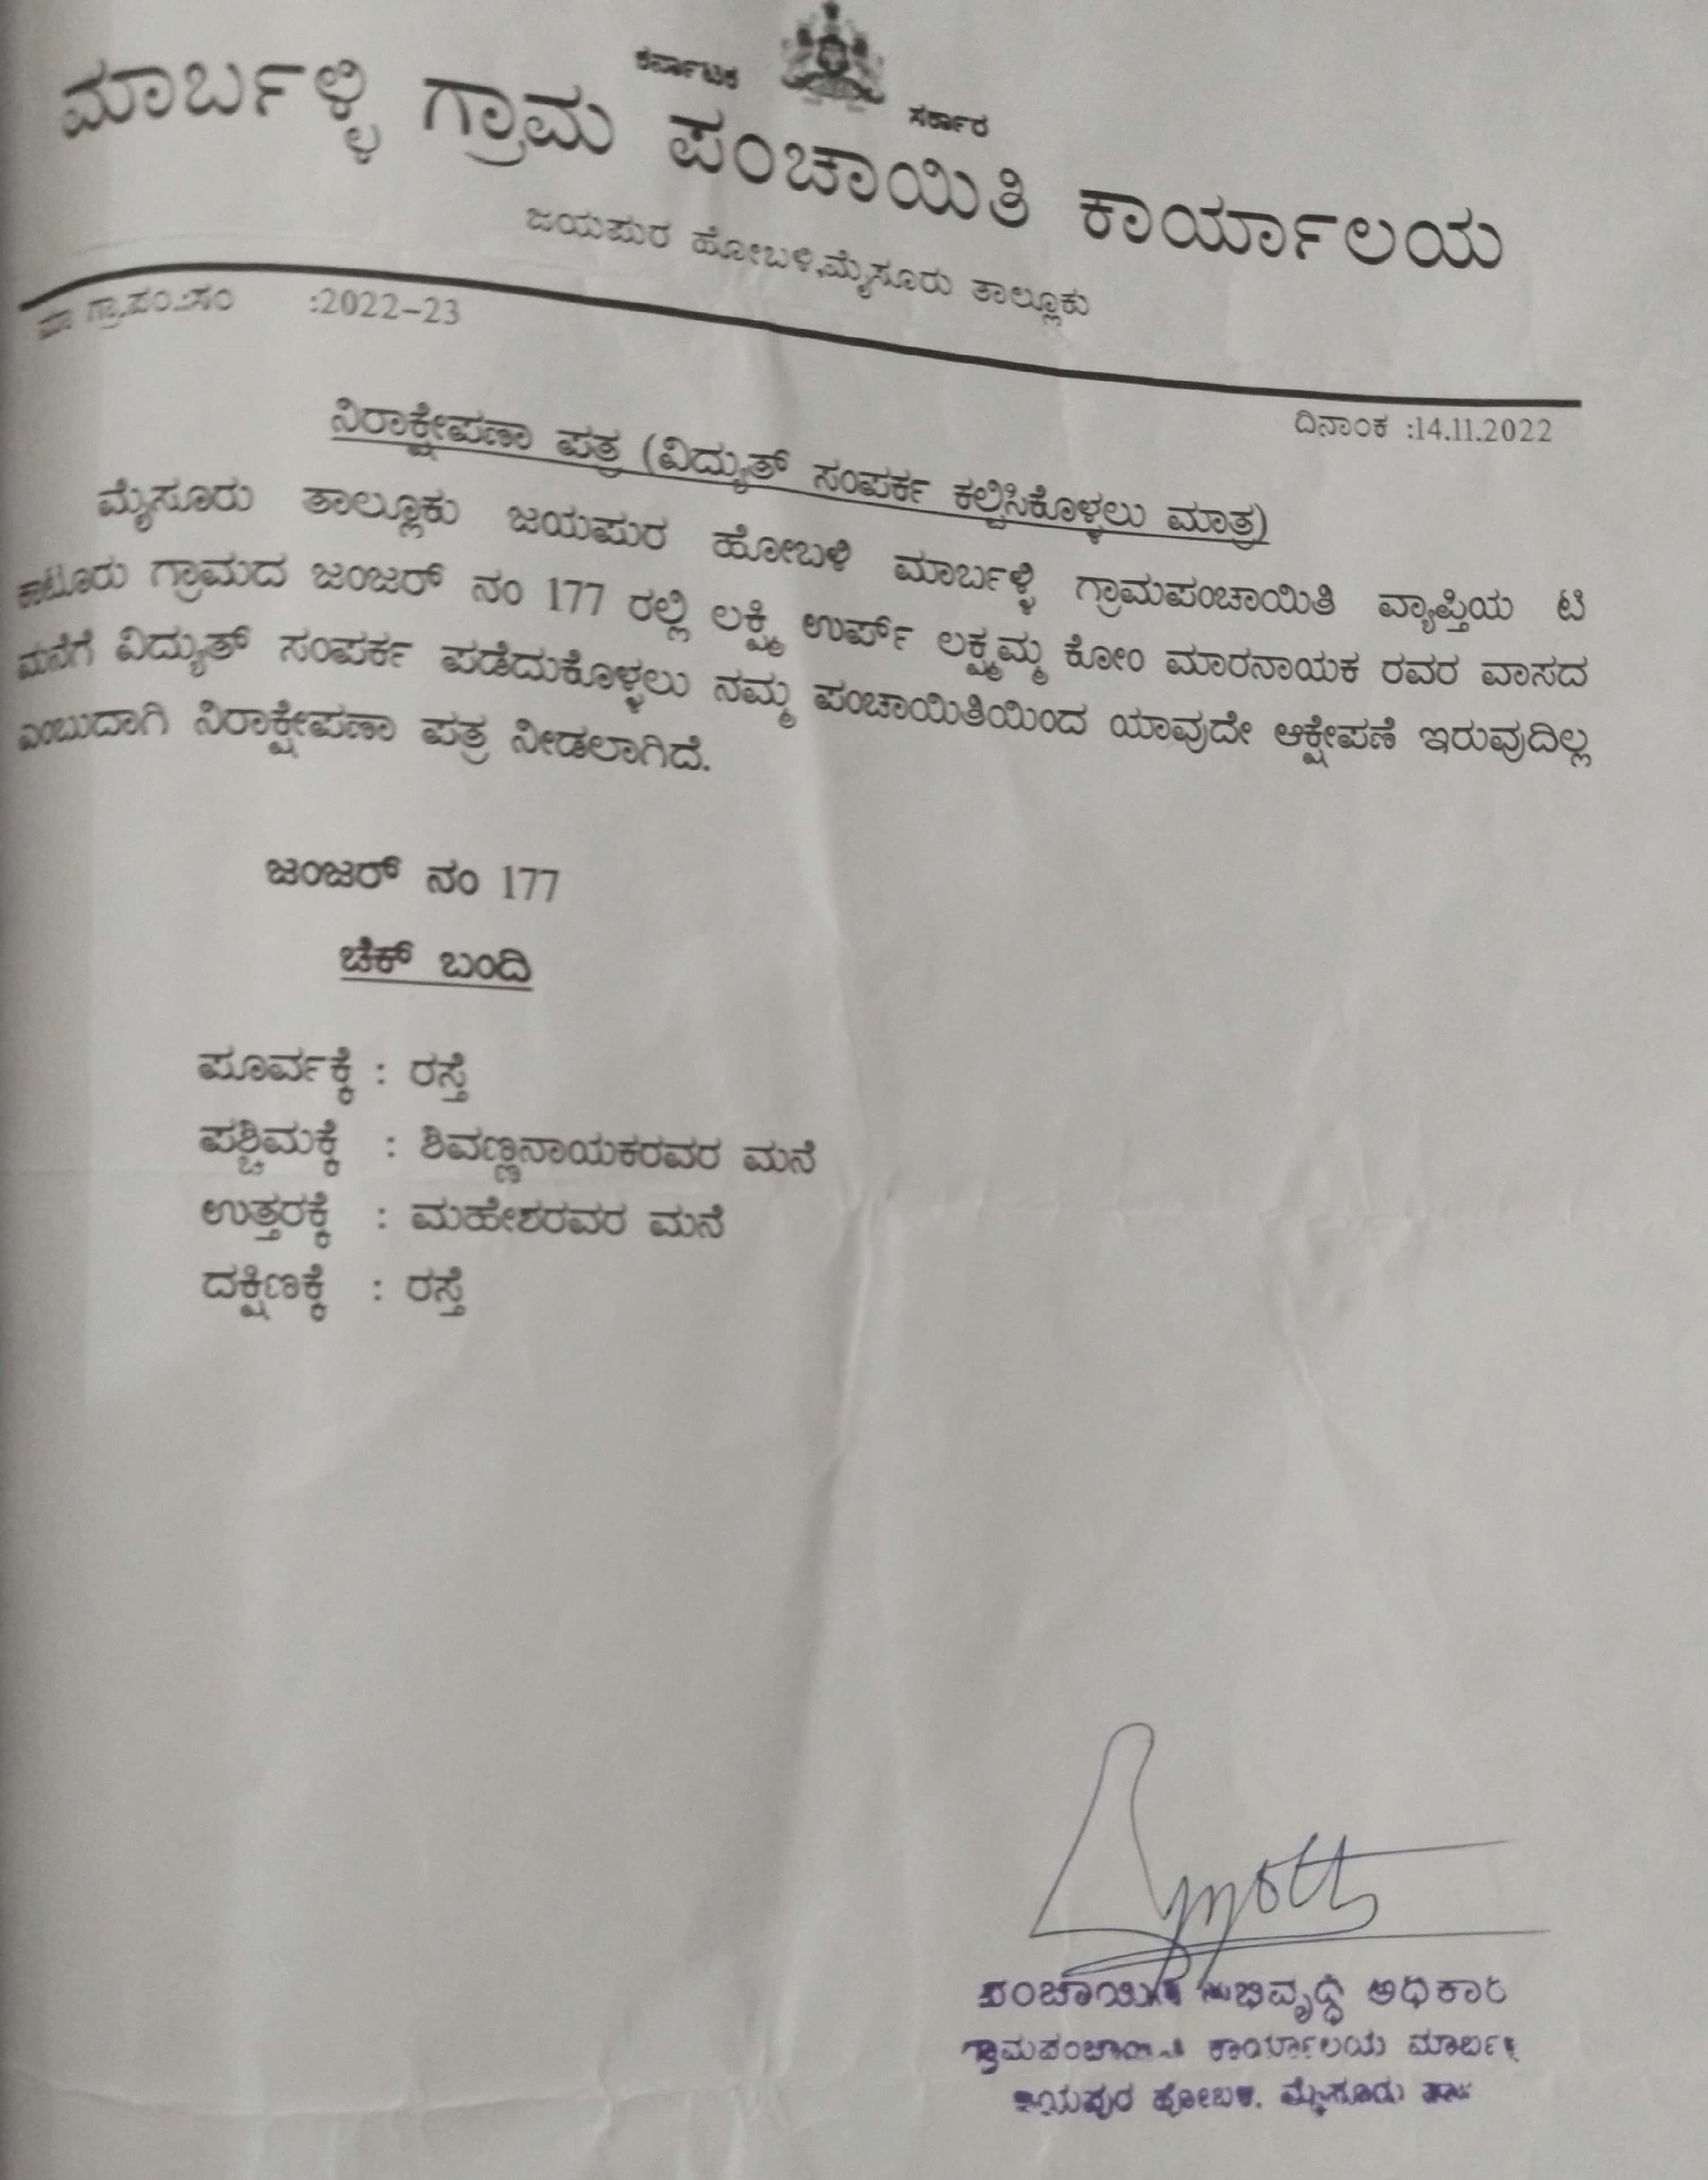 ಕರ್ನಾಟಕ ಸರ್ಕಾರ
ಮಾರ್ಬಳ್ಳಿ ಗ್ರಾಮ ಪಂಚಾಯಿತಿ ಕಾರ್ಯಾಲಯ
ಜಯಪುರ ಹೋಬಳಿ,ಮೈಸೂರು ತಾಲ್ಲೂಕು
ಮಾ ಗ್ರಾ.ಪಂ.:ಸಂ :2022-23
ದಿನಾಂಕ :14.11.2022
ನಿರಾಕ್ಷೇಪಣಾ ಪತ್ರ (ವಿದ್ಯುತ್ ಸಂಪರ್ಕ ಕಲ್ಪಿಸಿಕೊಳ್ಳಲು ಮಾತ್ರ)
ಮೈಸೂರು ತಾಲ್ಲೂಕು ಜಯಪುರ ಹೋಬಳಿ ಮಾರ್ಬಳ್ಳಿ ಗ್ರಾಮಪಂಚಾಯಿತಿ ವ್ಯಾಪ್ತಿಯ ಟಿ
ಕಾಟೂರು ಗ್ರಾಮದ ಜಂಜರ್ ನಂ 177 ರಲ್ಲಿ ಲಕ್ಷ್ಮಿ ಉರ್ಪ್ ಲಕ್ಷ್ಮಮ್ಮ ಕೋಂ ಮಾರನಾಯಕ ರವರ ವಾಸದ
ಮನೆಗೆ ವಿದ್ಯುತ್ ಸಂಪರ್ಕ ಪಡೆದುಕೊಳ್ಳಲು ನಮ್ಮ ಪಂಚಾಯಿತಿಯಿಂದ ಯಾವುದೇ ಆಕ್ಷೇಪಣೆ ಇರುವುದಿಲ್ಲ
ಎಂಬುದಾಗಿ ನಿರಾಕ್ಷೇಪಣಾ ಪತ್ರ ನೀಡಲಾಗಿದೆ.
ಜಂಜರ್ ನಂ 177
ಚೆಕ್ ಬಂದಿ
ಪೂರ್ವಕ್ಕೆ : ರಸ್ತೆ
ಪಶ್ಚಿಮಕ್ಕೆ : ಶಿವಣ್ಣನಾಯಕರವರ ಮನೆ
ಉತ್ತರಕ್ಕೆ : ಮಹೇಶರವರ ಮನೆ
ದಕ್ಷಿಣಕ್ಕೆ : ರಸ್ತೆ
ಪಂಚಾಯಿತಿ ಅಭಿವೃದ್ಧಿ ಅಧಿಕಾರಿ
ಗ್ರಾಮಪಂಚಾಯಿತಿ ಕಾರ್ಯಾಲಯ ಮಾರ್ಬಳ್ಳಿ
ಜಯಪುರ ಹೋಬಳಿ. ಮೈಸೂರು